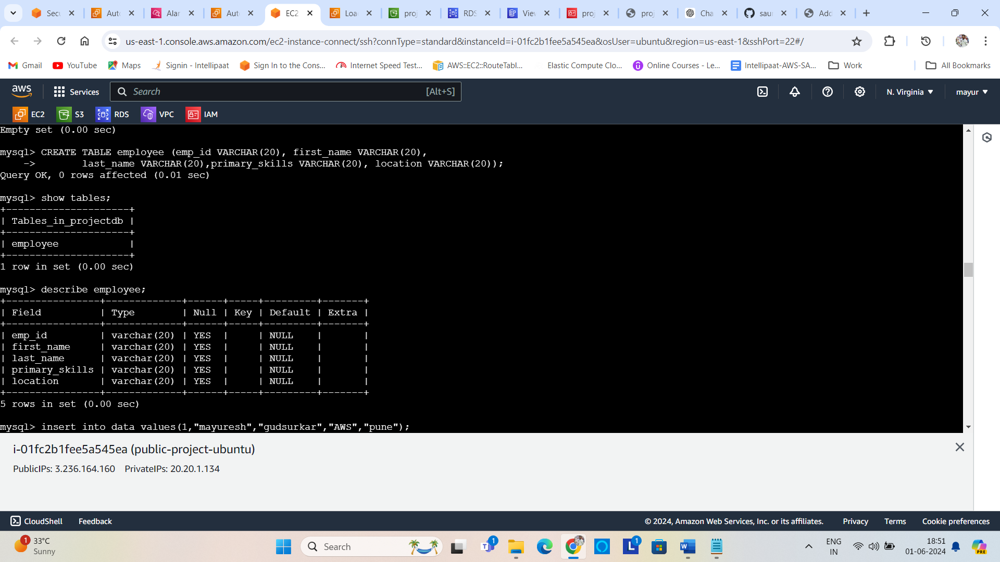 Secu
Auto
Alar
Auto
EC2
Loa
proj
RDS
View
proj
proj
Cha
saur
Add
us-east-1.console.aws.amazon.com/ec2-instance-connect/ssh?connType=standard&instanceId=i-01fc2b1fee5a545ea&osUser=ubuntu&region=us-east-1&sshPort=22#/
Gmail
YouTube
Maps
Signin - Intellipaat
Sign In to the Cons...
Internet Speed Test...
AWS::EC2::RouteTabl...
Elastic Compute Clo...
Online Courses - Le...
Intellipaat-AWS-SA...
Work
All Bookmarks
aws
Services
Search
[Alt+S]
N. Virginia
mayur
EC2
S3
RDS
VPC
IAM
Empty set (0.00 sec)
mysql> CREATE TABLE employee (emp_id VARCHAR(20), first_name VARCHAR(20),
    ->        last_name VARCHAR(20),primary_skills VARCHAR(20), location VARCHAR(20));
Query OK, 0 rows affected (0.01 sec)
mysql> show tables;
+---------------------+
| Tables_in_projectdb |
+---------------------+
| employee            |
+---------------------+
1 row in set (0.00 sec)
mysql> describe employee;
+----------------+-------------+------+-----+---------+-------+
| Field          | Type        | Null | Key | Default | Extra |
+----------------+-------------+------+-----+---------+-------+
| emp_id         | varchar(20) | YES  |     | NULL    |       |
| first_name     | varchar(20) | YES  |     | NULL    |       |
| last_name      | varchar(20) | YES  |     | NULL    |       |
| primary_skills | varchar(20) | YES  |     | NULL    |       |
| location       | varchar(20) | YES  |     | NULL    |       |
+----------------+-------------+------+-----+---------+-------+
5 rows in set (0.00 sec)
mysql> insert into data values(1,"mayuresh","gudsurkar","AWS","pune");
i-01fc2b1fee5a545ea (public-project-ubuntu)
PublicIPs: 3.236.164.160 PrivateIPs: 20.20.1.134
CloudShell
Feedback
© 2024, Amazon Web Services, Inc. or its affiliates.
Privacy
Terms
Cookie preferences
1
33°C
Sunny
Search
T
1
L
1
W
PRE
ENG
IN
18:51
01-06-2024